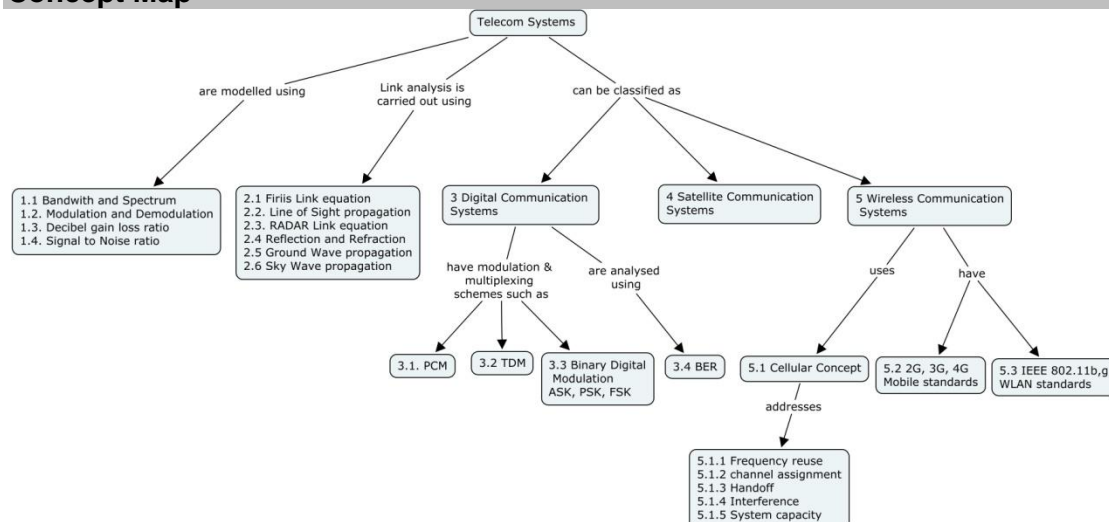 Concept Map
Telecom Systems
are modelled using
Link analysis is
carried out using
can be classified as
1.1 Bandwith and Spectrum
1.2. Modulation and Demodulation
1.3. Decibel gain loss ratio
1.4. Signal to Noise ratio
2.1 Firiis Link equation
2.2. Line of Sight propagation
2.3. RADAR Link equation
2.4 Reflection and Refraction
2.5 Ground Wave propagation
2.6 Sky Wave propagation
3 Digital Communication
Systems
4 Satellite Communication
Systems
5 Wireless Communication
Systems
have modulation &
multiplexing
schemes such as
are analysed
using
uses
have
3.1. PCM
3.2 TDM
3.3 Binary Digital
Modulation
ASK, PSK, FSK
3.4 BER
5.1 Cellular Concept
5.2 2G, 3G, 4G
Mobile standards
5.3 IEEE 802.11b,g
WLAN standards
addresses
5.1.1 Frequency reuse
5.1.2 channel assignment
5.1.3 Handoff
5.1.4 Interference
5.1.5 System capacity